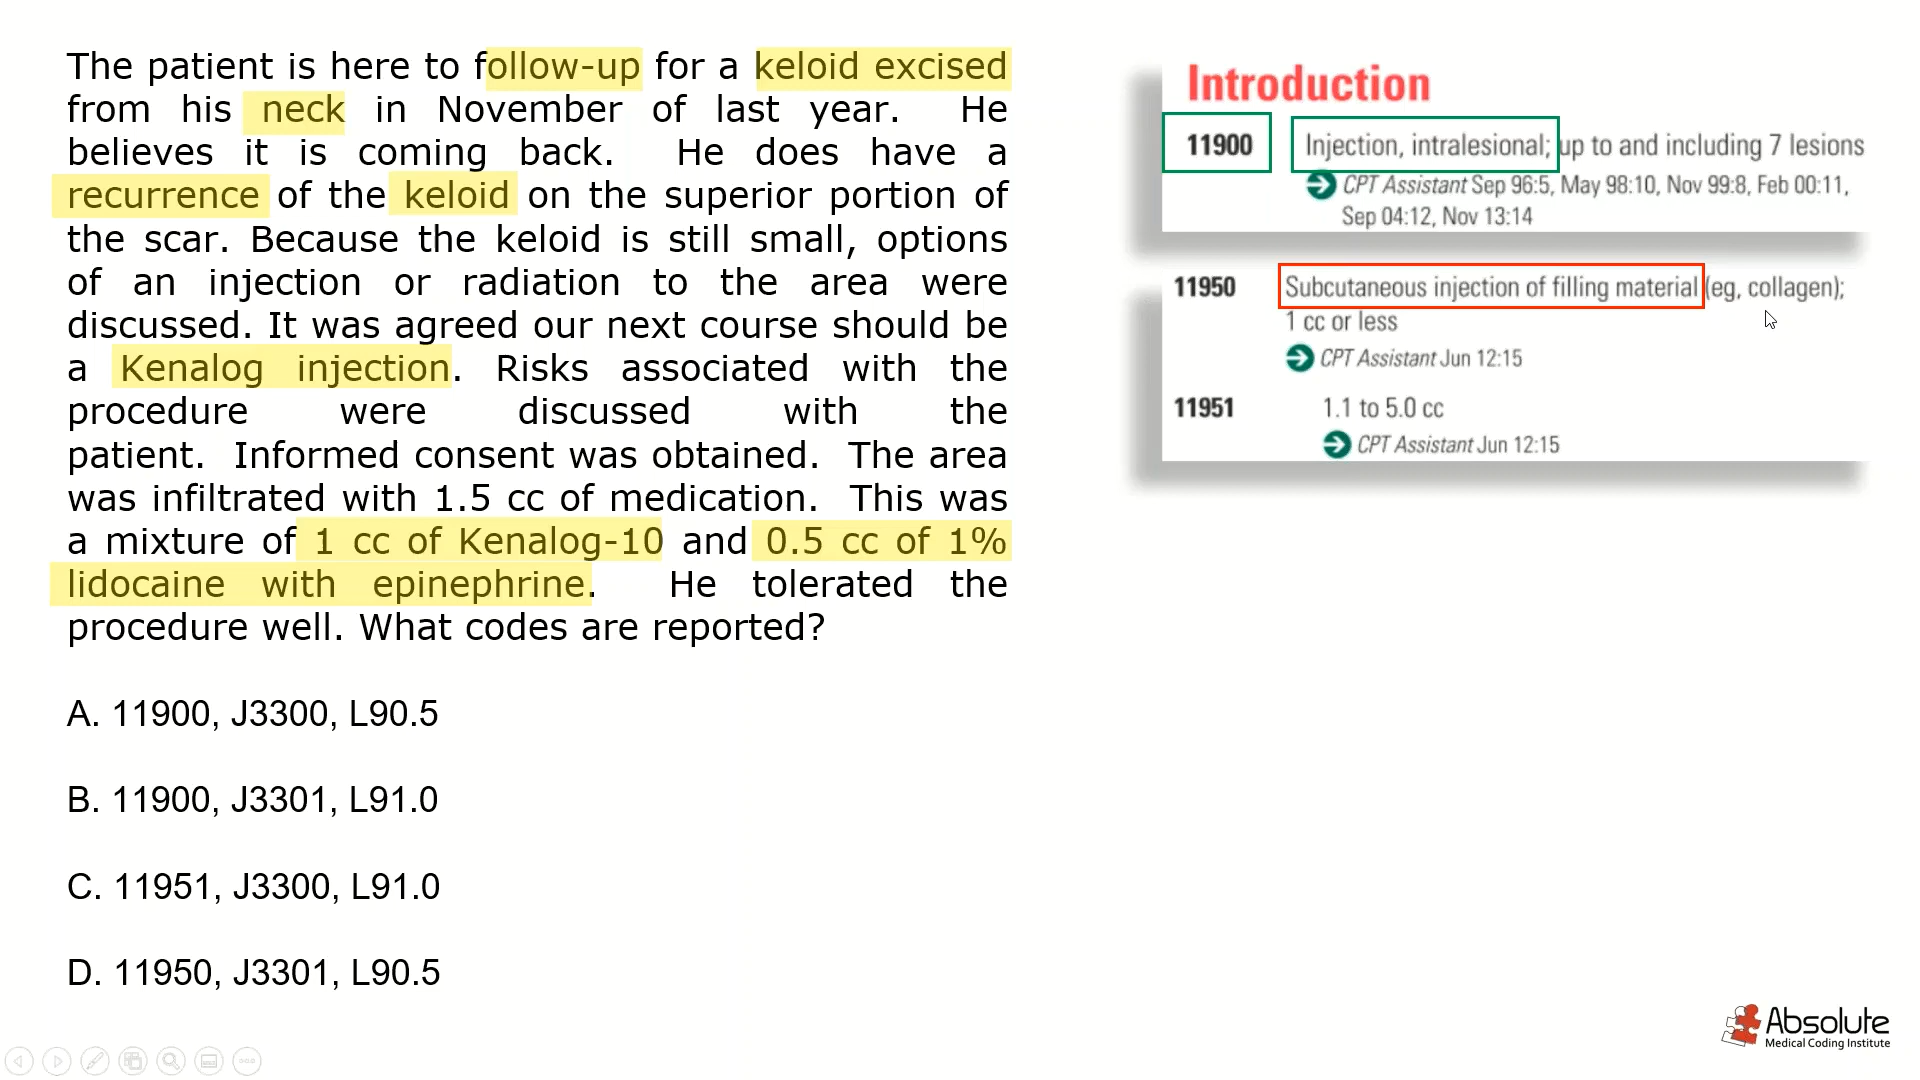 The patient is here to follow-up for a keloid excised
from his neck in November of last year. He
believes it is coming back. He does have a
recurrence of the keloid on the superior portion of
the scar. Because the keloid is still small, options
of an injection or radiation to the area were
discussed. It was agreed our next course should be
a Kenalog injection. Risks associated with the
procedure were discussed with the
patient. Informed consent was obtained. The area
was infiltrated with 1.5 cc of medication. This was
a mixture of 1 cc of Kenalog-10 and 0.5 cc of 1%
lidocaine with epinephrine. He tolerated the
procedure well. What codes are reported?
A. 11900, J3300, L90.5
B. 11900, J3301, L91.0
C. 11951, J3300, L91.0
D. 11950, J3301, L90.5
Introduction
11900 Injection, intralesional; up to and including 7 lesions
CPT Assistant Sep 96:5, May 98:10, Nov 99:8, Feb 00:11,
Sep 04:12, Nov 13:14
11950 Subcutaneous injection of filling material (eg, collagen);
1 cc or less
CPT Assistant Jun 12:15
11951 1.1 to 5.0 cc
CPT Assistant Jun 12:15
Absolute
Medical Coding Institute